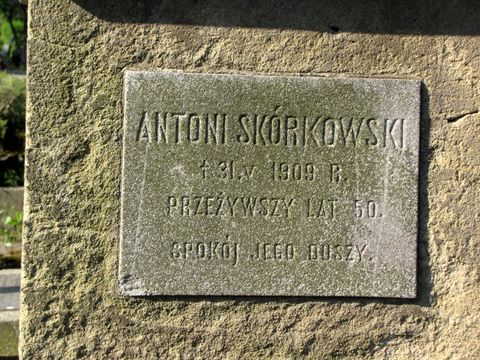 ANTONI SKÓRKOWSKI
† 31.V 1909 R.
PRZEŻYWSZY LAT 50.
SPOKÓJ JEGO DUSZY.